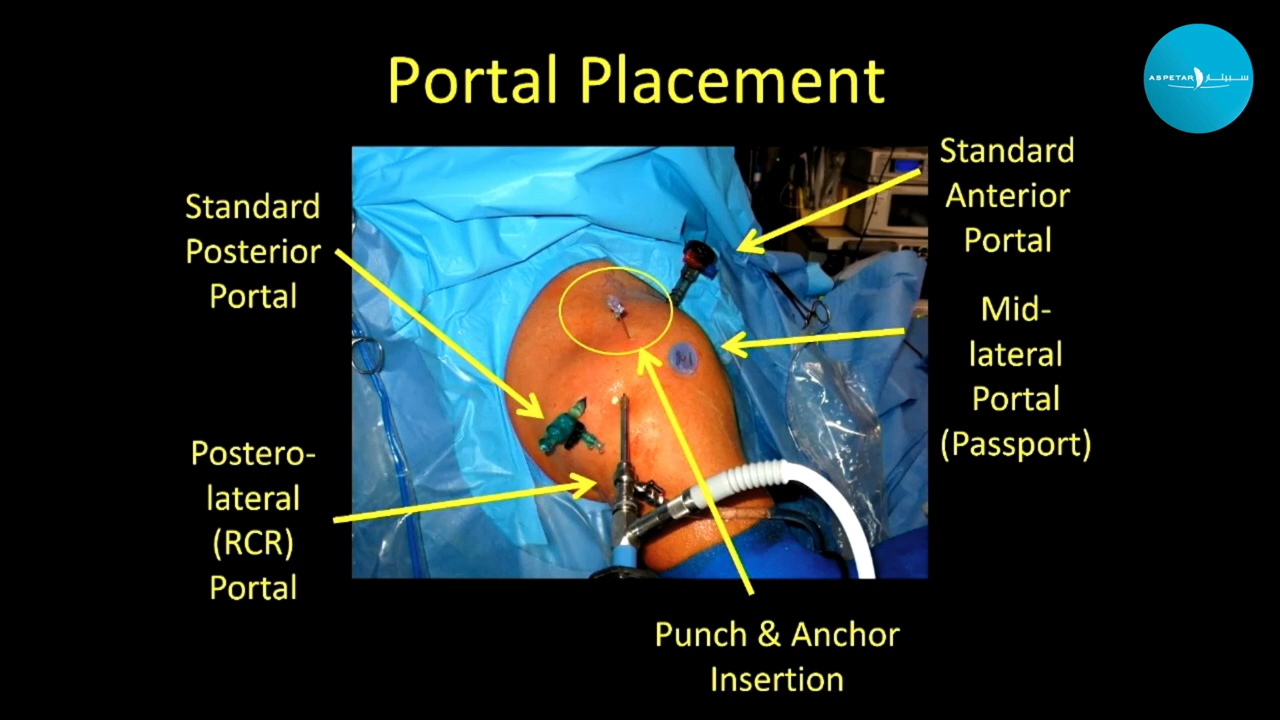 Portal Placement
ASPETAR سبيتار
Standard
Posterior
Portal
Postero-
lateral
(RCR)
Portal
Standard
Anterior
Portal
Mid-
lateral
Portal
(Passport)
Punch & Anchor
Insertion